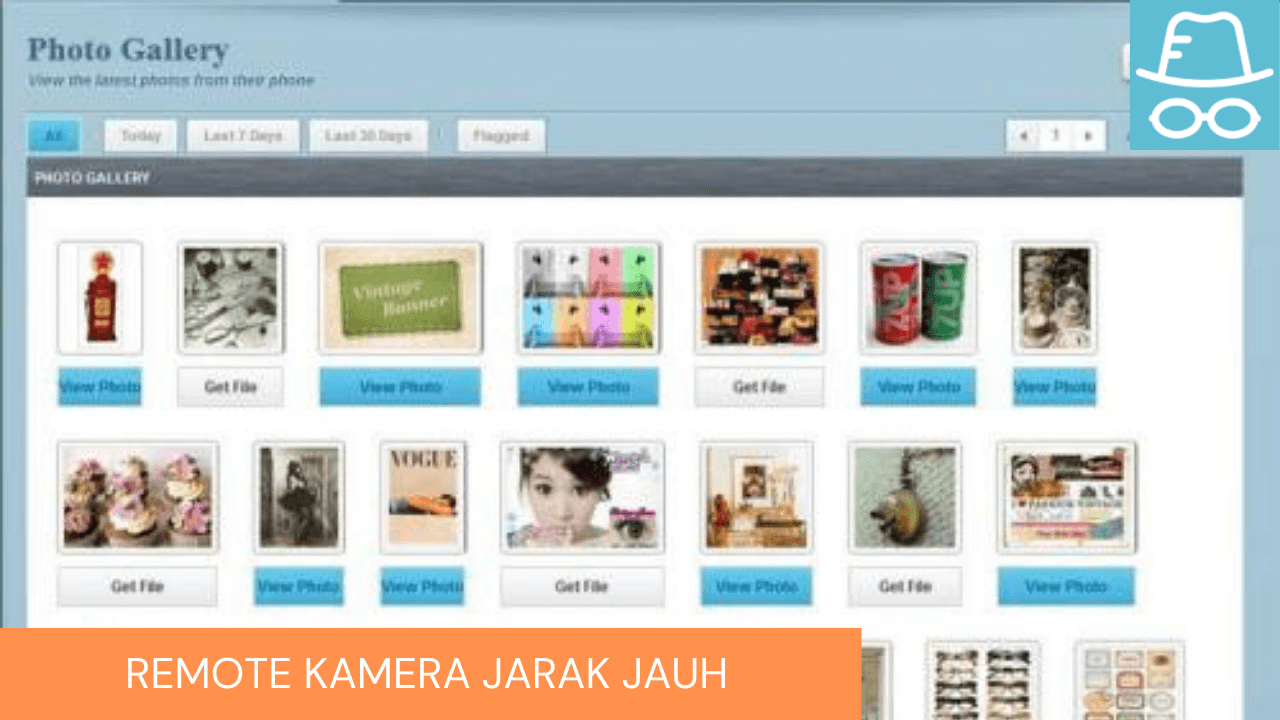 Photo Gallery
View the latest photos from their phone
All
Today
Last 7 Days
Last 30 Days
Flagged
1
PHOTO GALLERY
Vintage
Banner
7UP
7UP
View Photo
Get File
View Photo
View Photo
Get File
View Photo
View Photo
VOGUE
Get File
View Photo
View Photo
Get File
View Photo
Get File
View Photo
REMOTE KAMERA JARAK JAUH